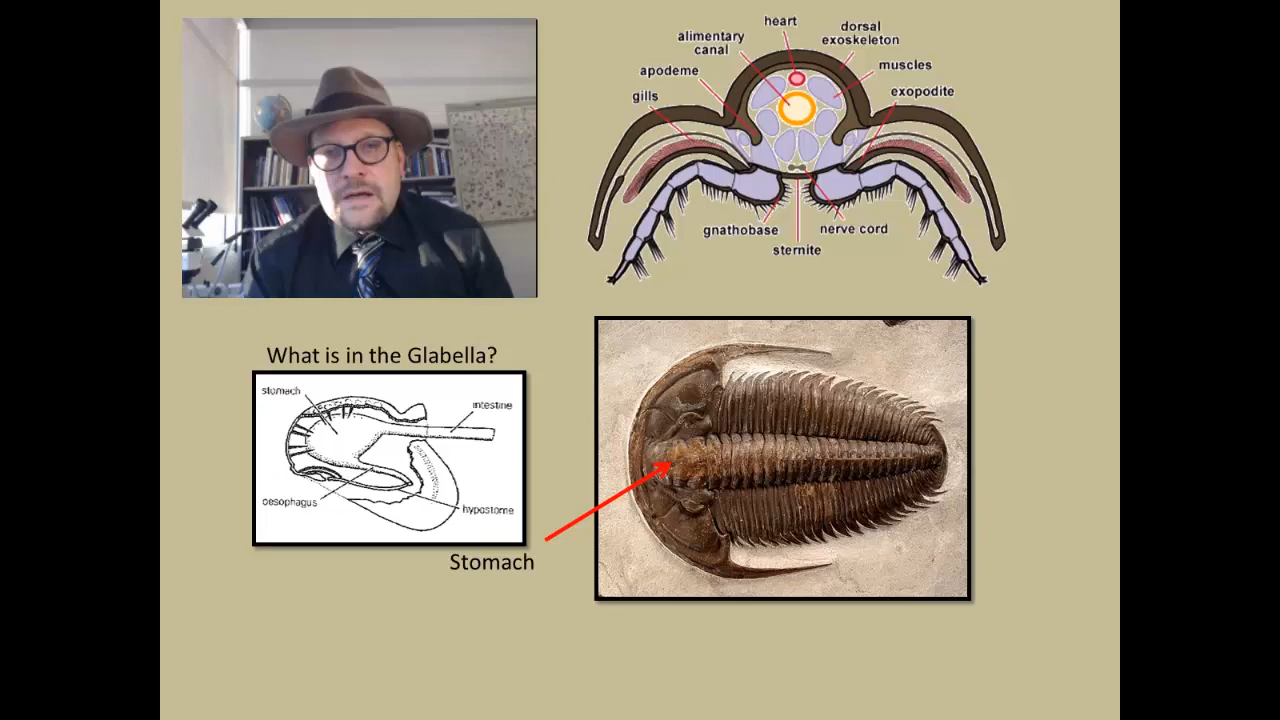 heart
alimentary
canal
dorsal
exoskeleton
apodeme
muscles
gills
exopodite
gnathobase
nerve cord
sternite
What is in the Glabella?
stomach
intestine
oesophagus
hypostome
Stomach